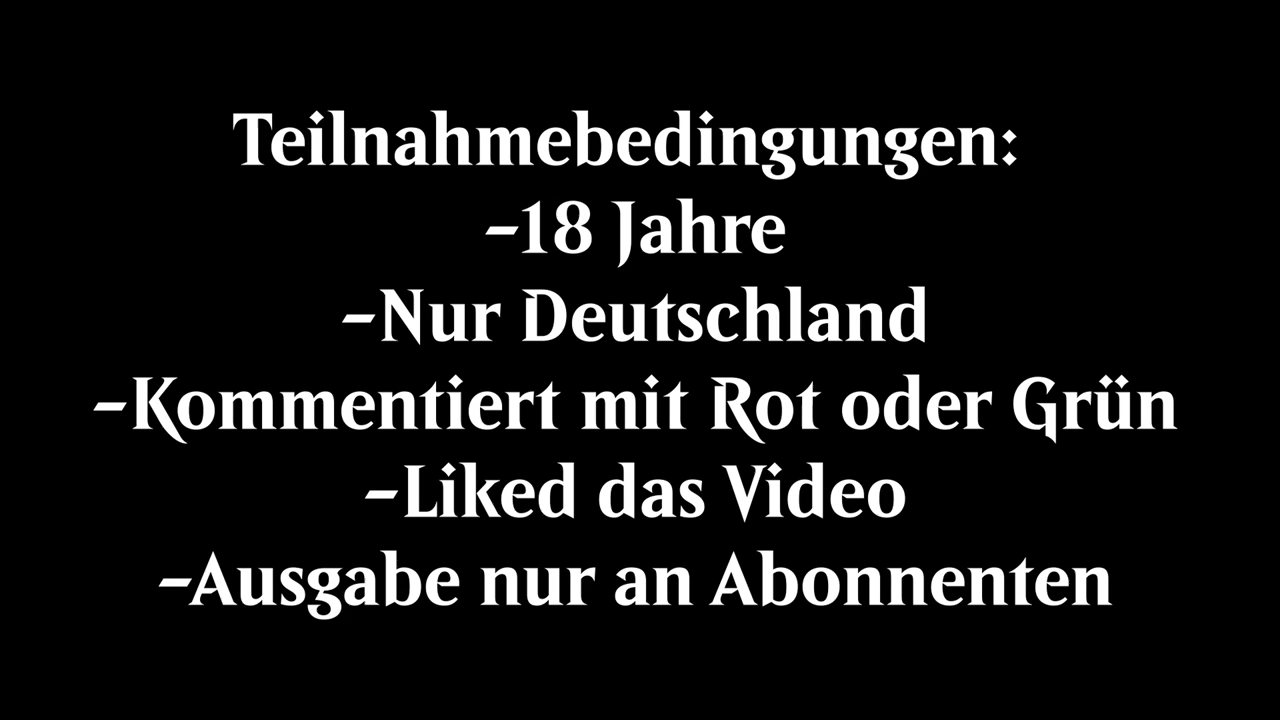 Teilnahmebedingungen:
-18 Jahre
-Nur Deutschland
-Kommentiert mit Rot oder Grün
-Liked das Video
-Ausgabe nur an Abonnenten